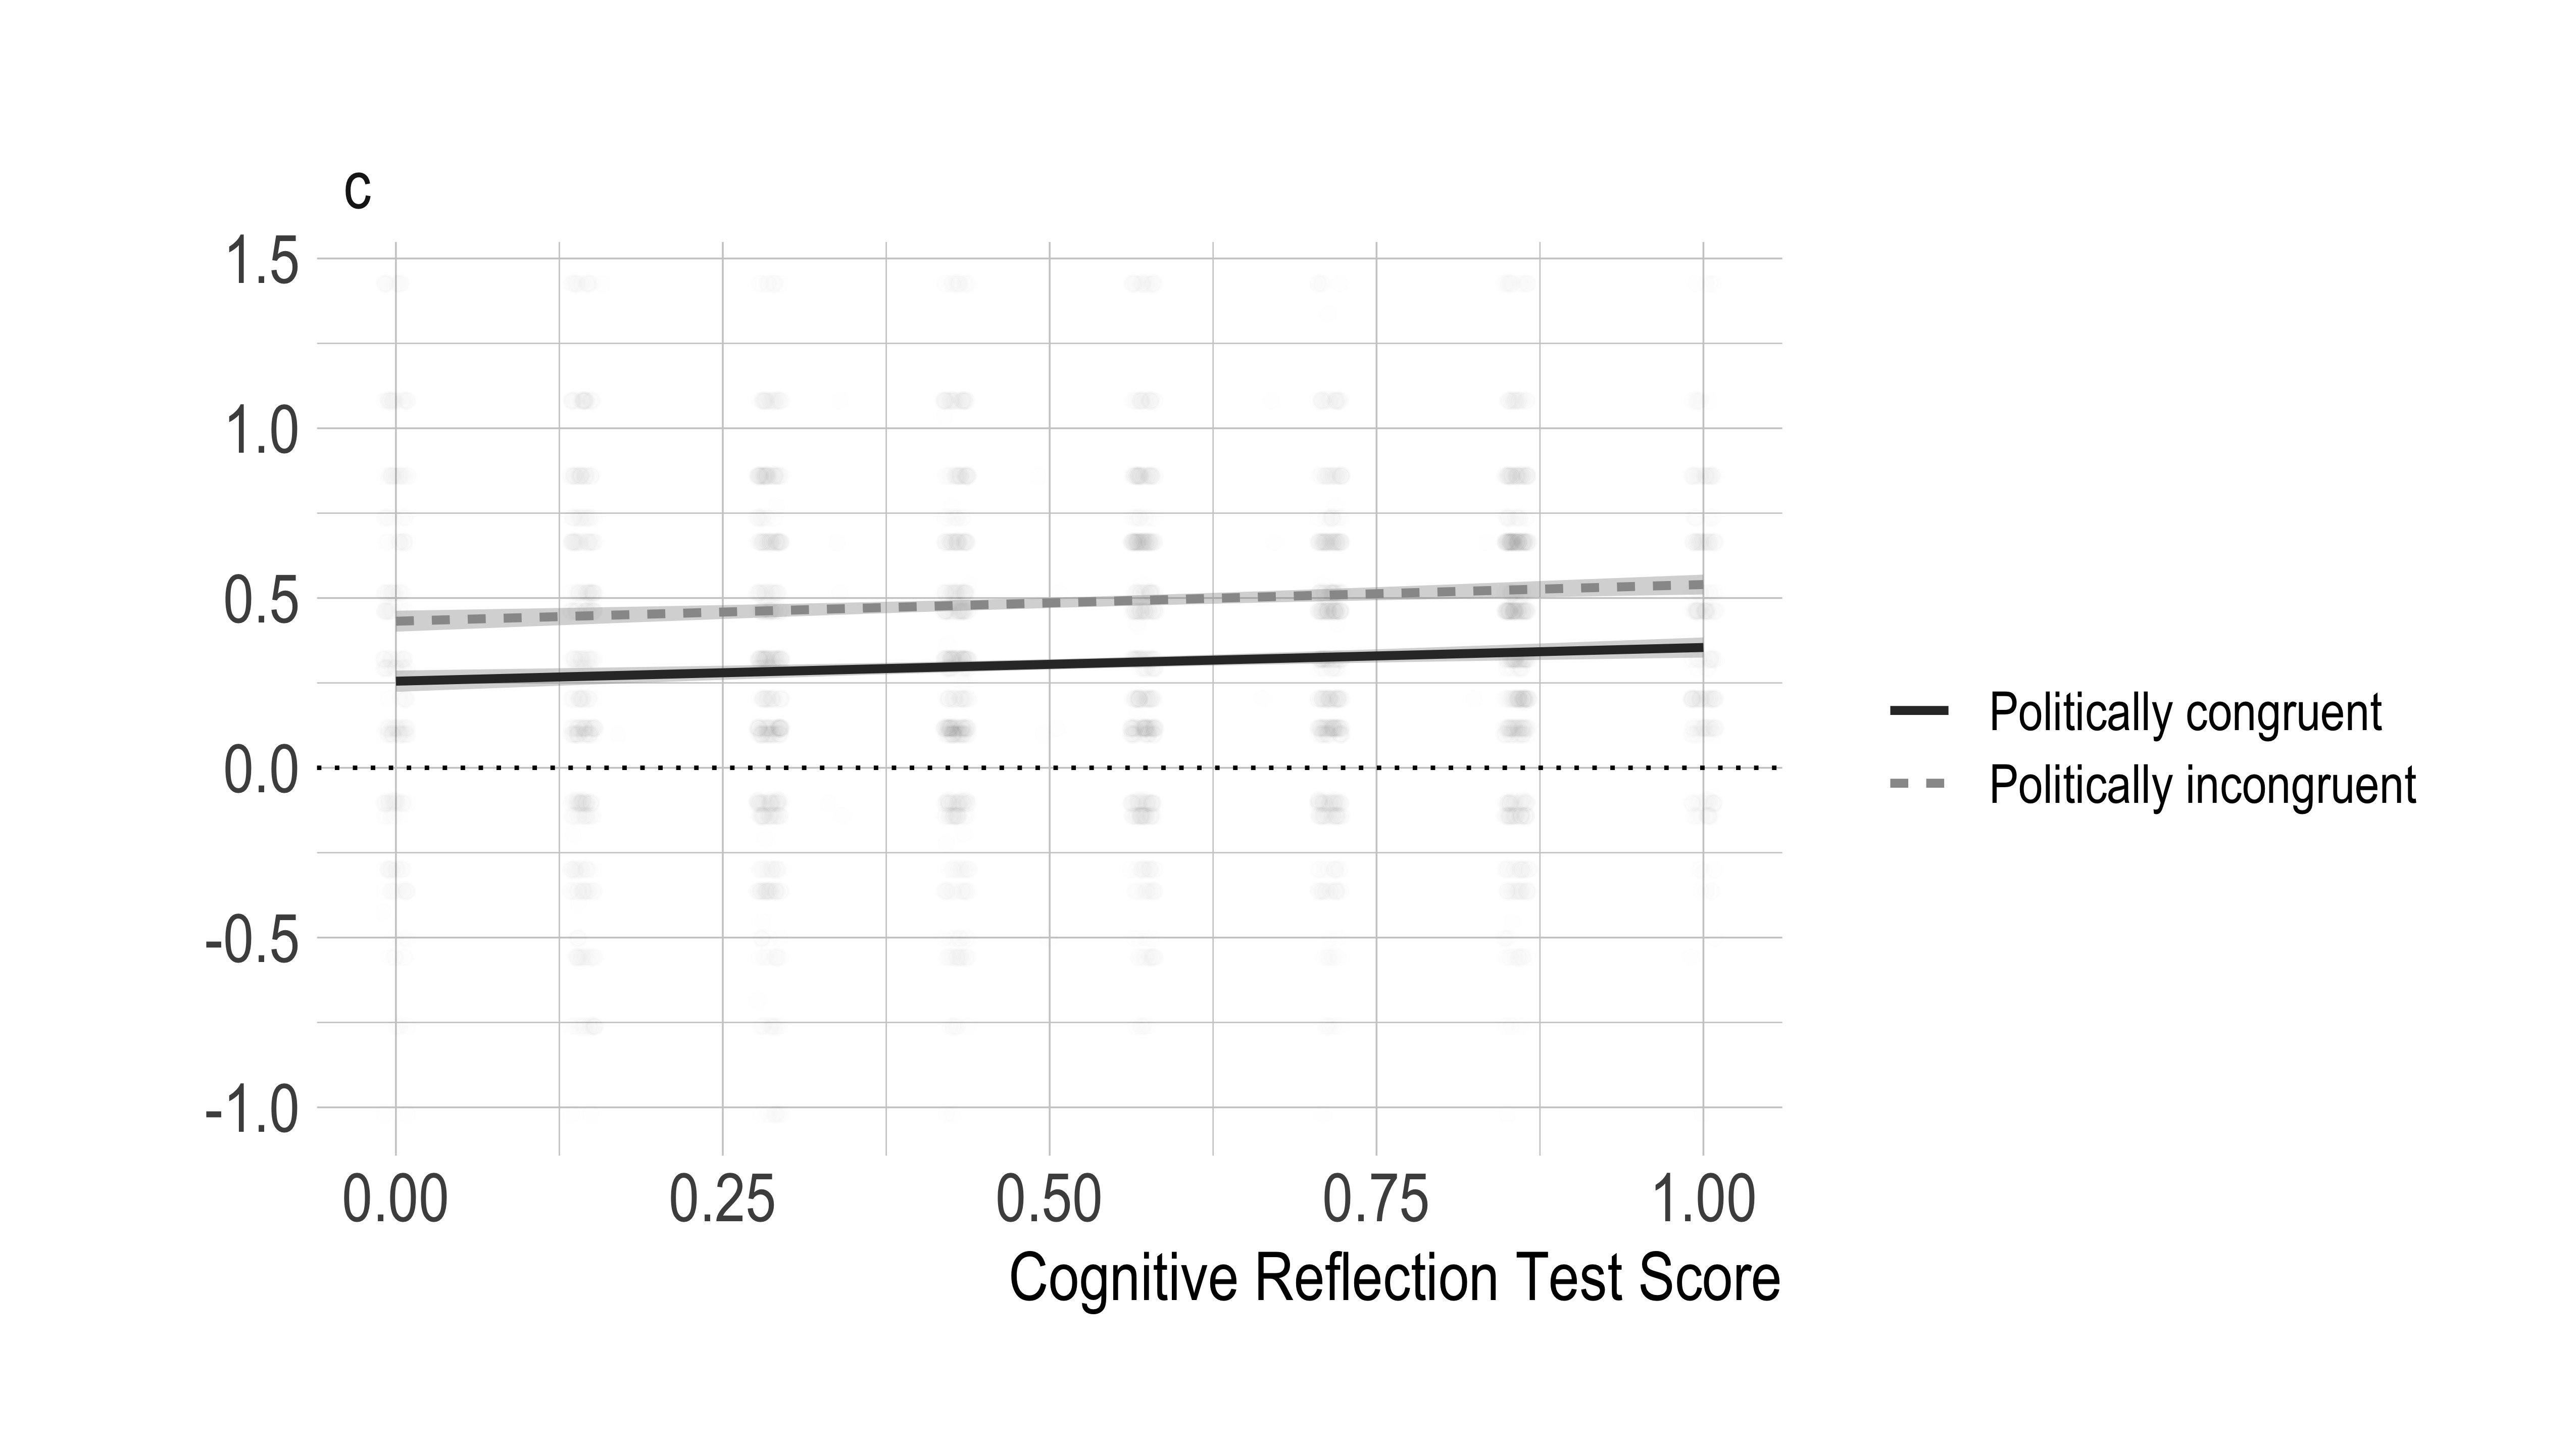 c
1.5
1.0
0.5
0.0
-0.5
-1.0
0.00 0.25 0.50 0.75 1.00
Cognitive Reflection Test Score
Politically congruent
Politically incongruent